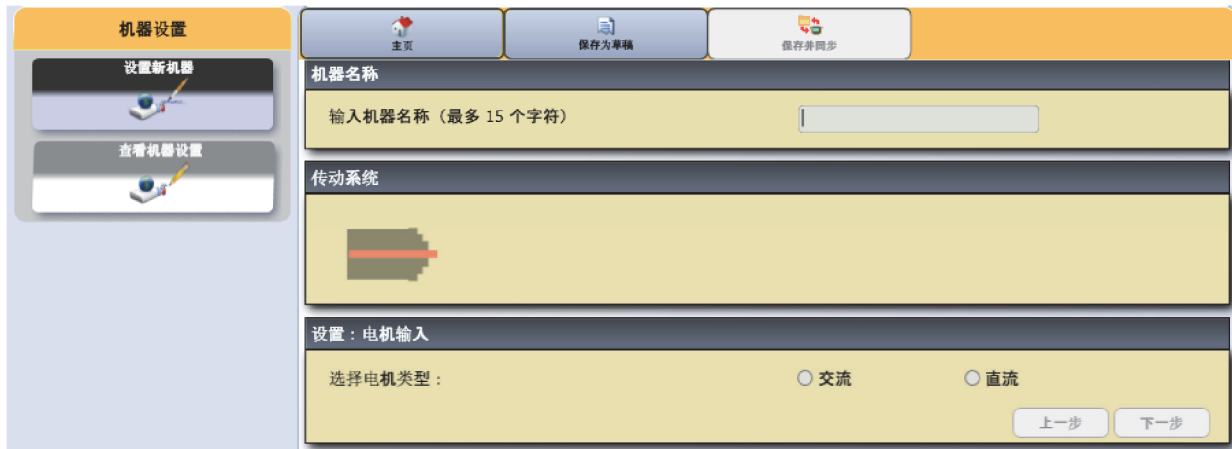 机器设置
设置新机器
查看机器设置
主页
保存为草稿
保存并同步
机器名称
输入机器名称（最多 15 个字符）
传动系统
设置：电机输入
选择电机类型：
交流
直流
上一步
下一步